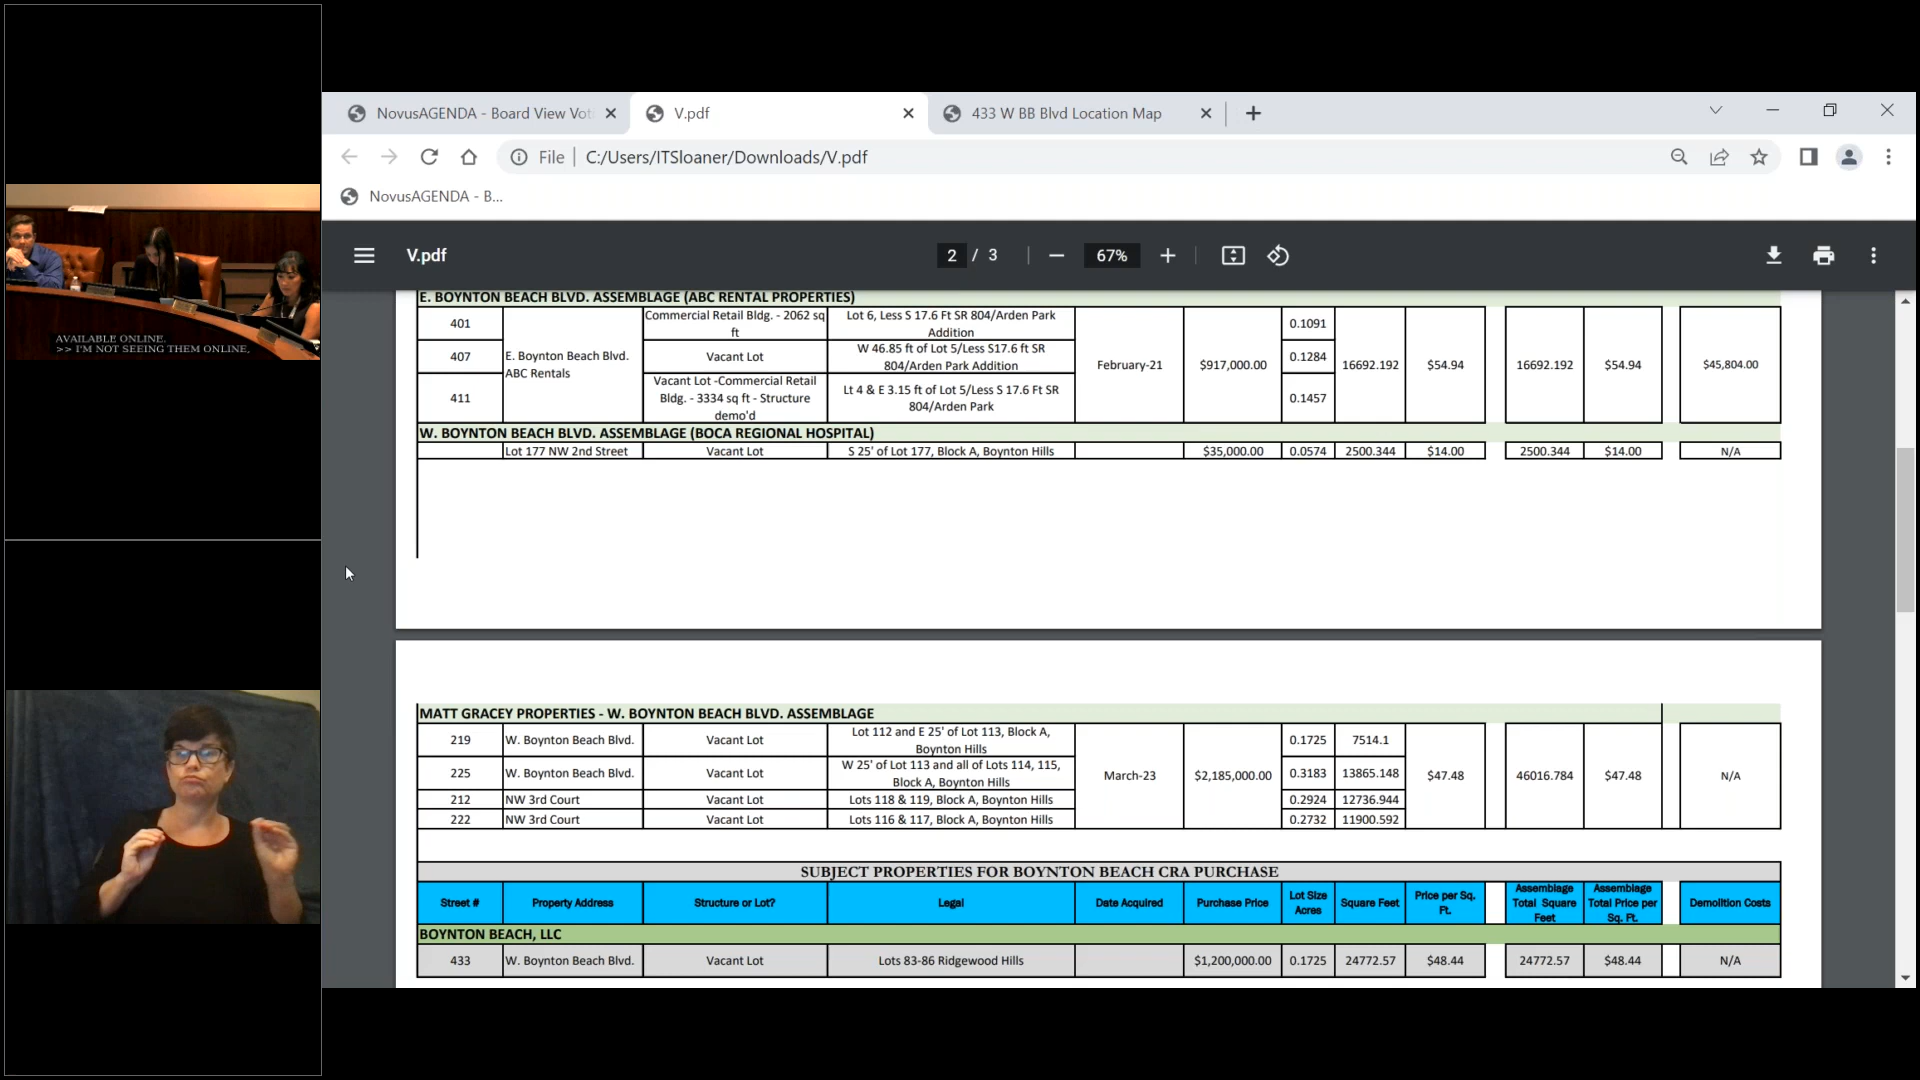 NovusAGENDA - Board View Vot
V.pdf
433 W BB Blvd Location Map
File
C:/Users/ITSloaner/Downloads/V.pdf
NovusAGENDA - B...
V.pdf
2 / 3
67%
AVAILABLE ONLINE.
>> I'M NOT SEEING THEM ONLINE,
E. BOYNTON BEACH BLVD. ASSEMBLAGE (ABC RENTAL PROPERTIES)
401
E. Boynton Beach Blvd.
ABC Rentals
Commercial Retail Bldg. - 2062 sq
ft
Lot 6, Less S 17.6 Ft SR 804/Arden Park
Addition
February-21
$917,000.00
0.1091
16692.192
$54.94
16692.192
$54.94
$45,804.00
407
Vacant Lot
W 46.85 ft of Lot 5/Less S17.6 ft SR
804/Arden Park Addition
0.1284
411
Vacant Lot -Commercial Retail
Bldg. - 3334 sq ft - Structure
demo'd
Lt 4 & E 3.15 ft of Lot 5/Less S 17.6 Ft SR
804/Arden Park
0.1457
W. BOYNTON BEACH BLVD. ASSEMBLAGE (BOCA REGIONAL HOSPITAL)
Lot 177 NW 2nd Street
Vacant Lot
S 25' of Lot 177, Block A, Boynton Hills
$35,000.00
0.0574
2500.344
$14.00
2500.344
$14.00
N/A
MATT GRACEY PROPERTIES - W. BOYNTON BEACH BLVD. ASSEMBLAGE
219
W. Boynton Beach Blvd.
Vacant Lot
Lot 112 and E 25' of Lot 113, Block A,
Boynton Hills
March-23
$2,185,000.00
0.1725
7514.1
$47.48
46016.784
$47.48
N/A
225
W. Boynton Beach Blvd.
Vacant Lot
W 25' of Lot 113 and all of Lots 114, 115,
Block A, Boynton Hills
0.3183
13865.148
212
NW 3rd Court
Vacant Lot
Lots 118 & 119, Block A, Boynton Hills
0.2924
12736.944
222
NW 3rd Court
Vacant Lot
Lots 116 & 117, Block A, Boynton Hills
0.2732
11900.592
SUBJECT PROPERTIES FOR BOYNTON BEACH CRA PURCHASE
Street #
Property Address
Structure or Lot?
Legal
Date Acquired
Purchase Price
Lot Size
Acres
Square Feet
Price per Sq.
Ft.
Assemblage
Total Square
Feet
Assemblage
Total Price per
Sq. Ft.
Demolition Costs
BOYNTON BEACH, LLC
433
W. Boynton Beach Blvd.
Vacant Lot
Lots 83-86 Ridgewood Hills
$1,200,000.00
0.1725
24772.57
$48.44
24772.57
$48.44
N/A